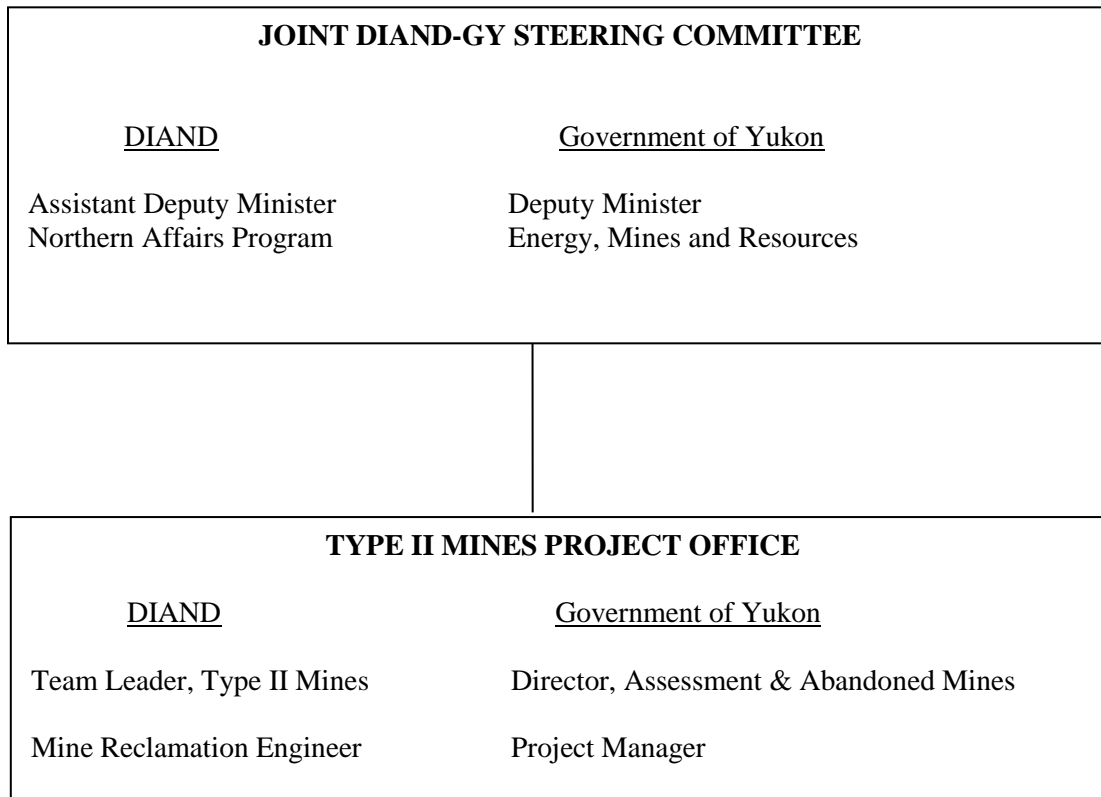 JOINT DIAND-GY STEERING COMMITTEE
DIAND Government of Yukon
Assistant Deputy Minister Deputy Minister
Northern Affairs Program Energy, Mines and Resources
TYPE II MINES PROJECT OFFICE
DIAND Government of Yukon
Team Leader, Type II Mines Director, Assessment & Abandoned Mines
Mine Reclamation Engineer Project Manager